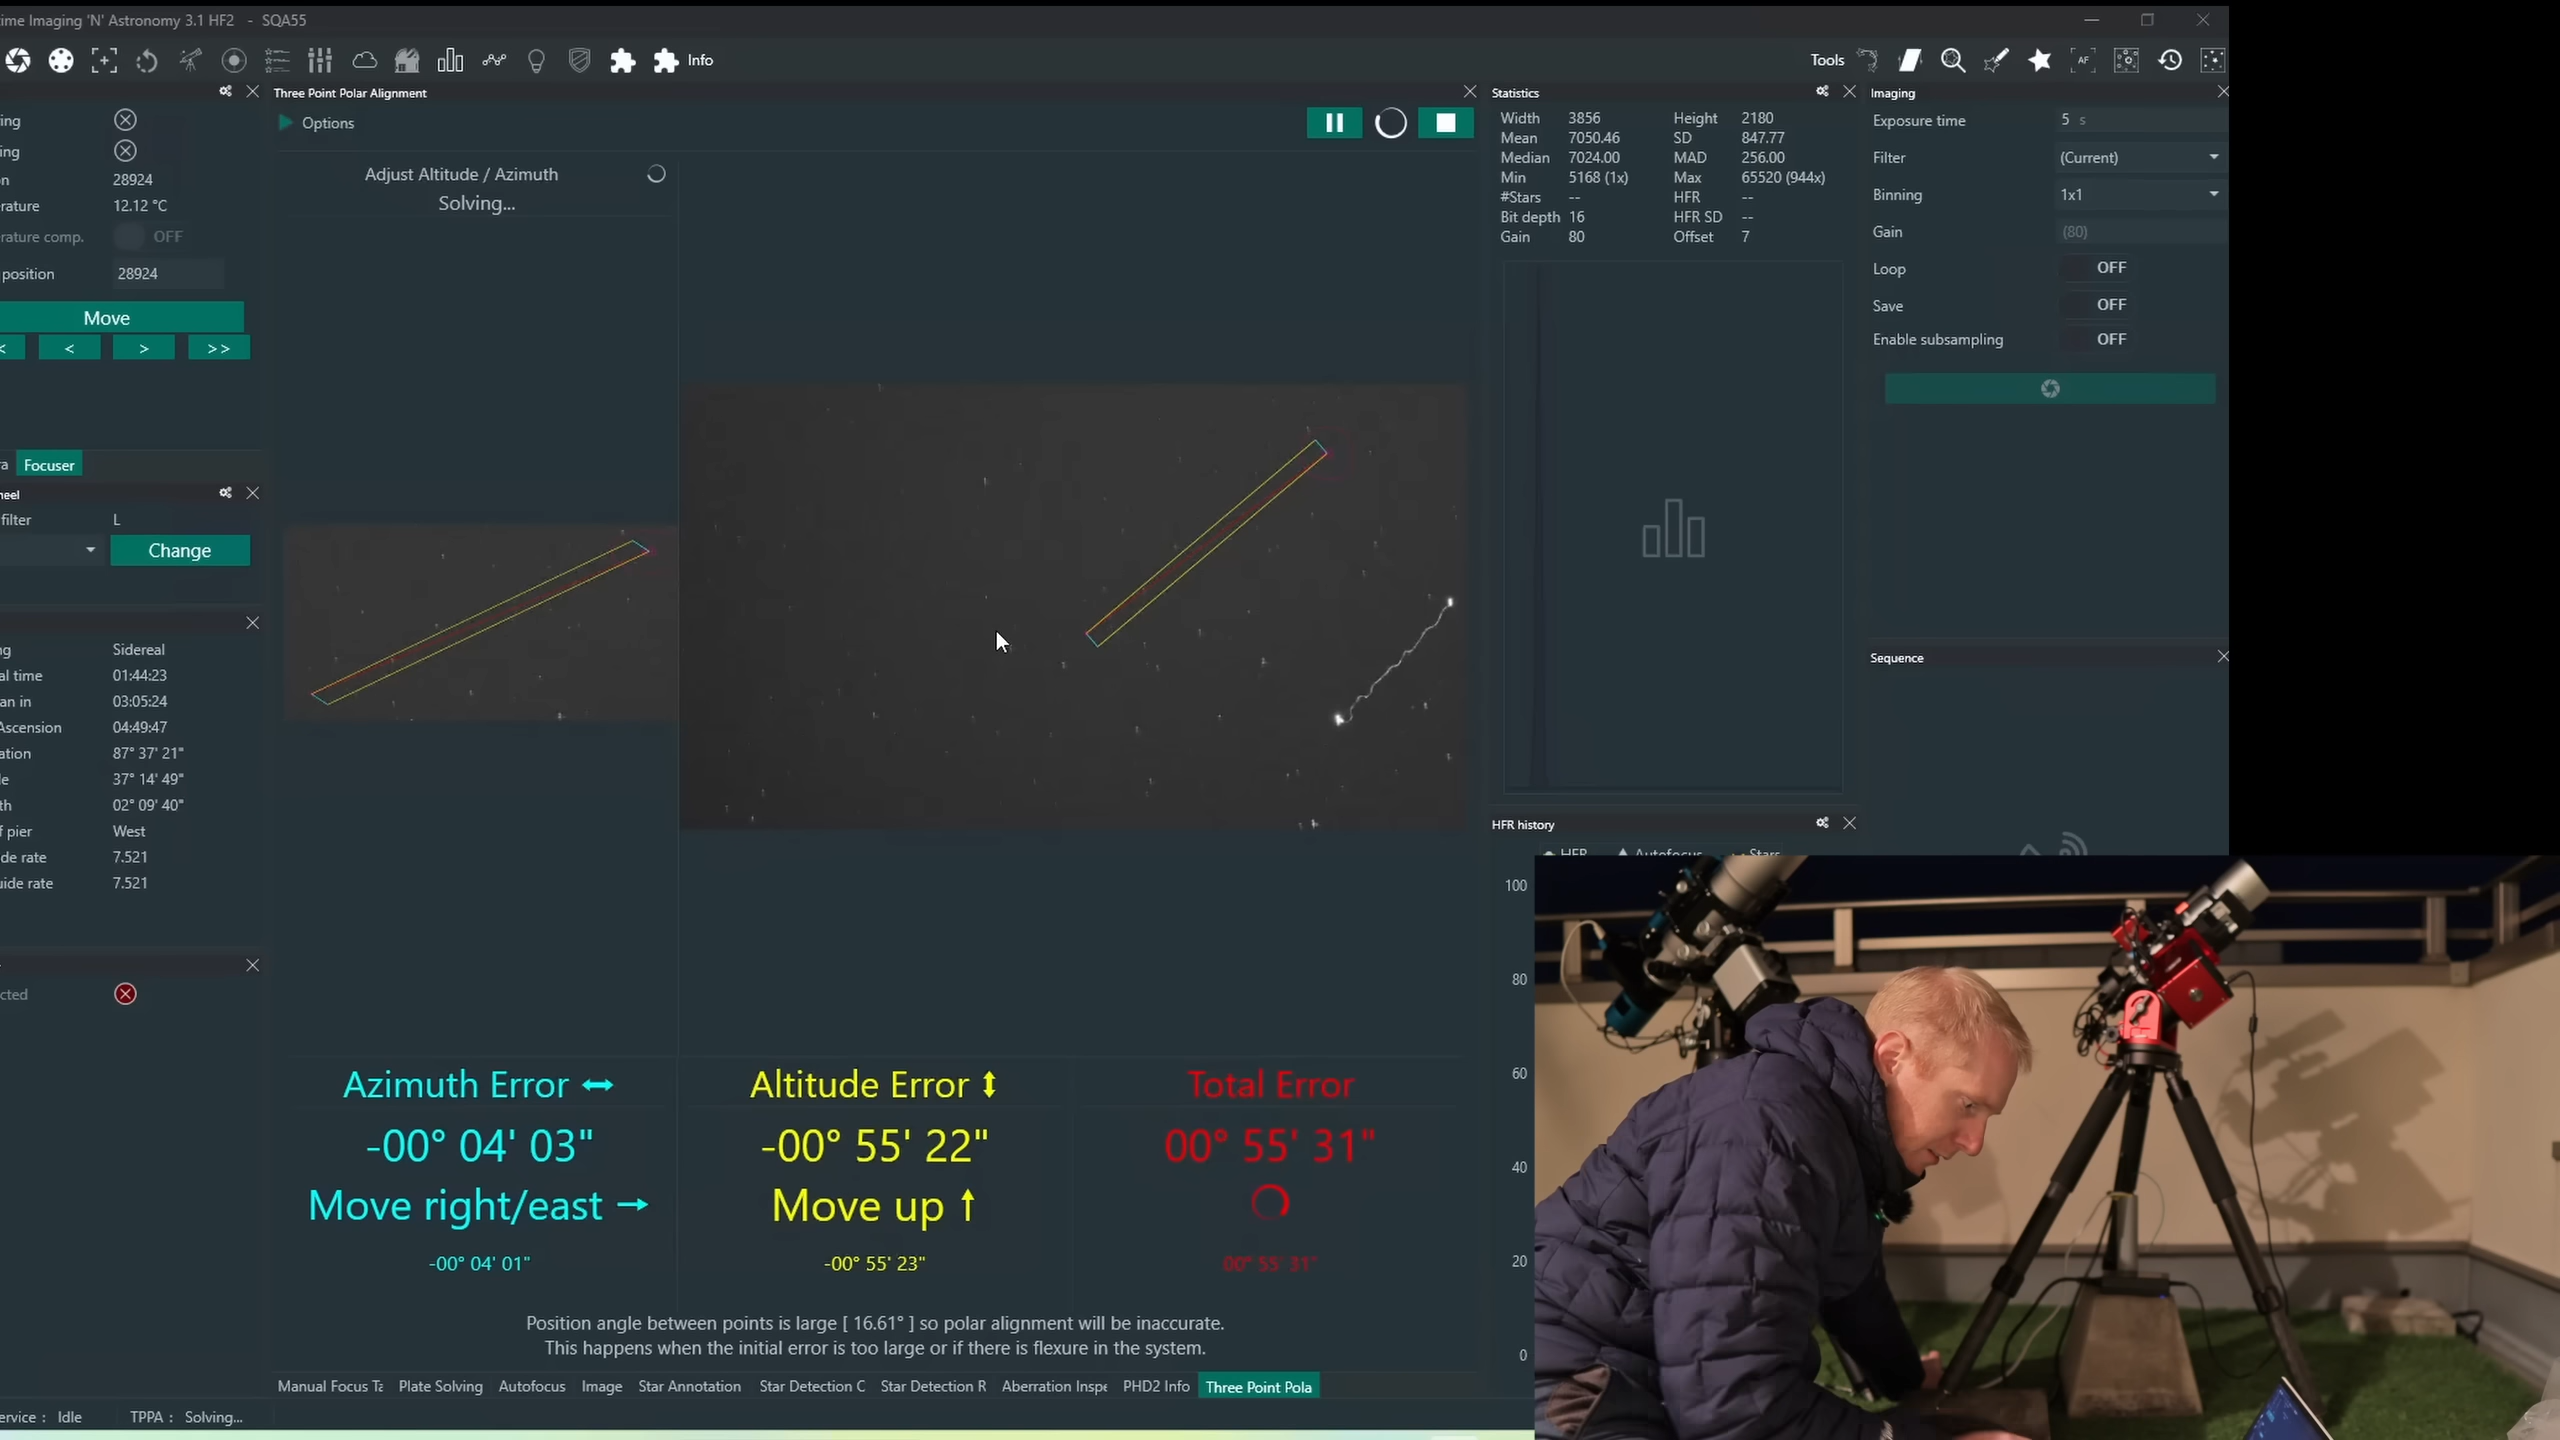 ime Imaging 'N' Astronomy 3.1 HF2 - SQA55
Info
Tools
ing
ing
n 28924
rature 12.12 °C
rature comp. OFF
position 28924
Move
< < > >>
a Focuser
heel
filter L
Change
ng Sidereal
al time 01:44:23
an in 03:05:24
Ascension 04:49:47
ation 87° 37' 21"
le 37° 14' 49"
th 02° 09' 40"
f pier West
de rate 7.521
uide rate 7.521
cted
Three Point Polar Alignment
Options
Adjust Altitude / Azimuth
Solving...
Azimuth Error ↔
-00° 04' 03"
Move right/east →
-00° 04' 01"
Altitude Error ↕
-00° 55' 22"
Move up ↑
-00° 55' 23"
Total Error
00° 55' 31"
00° 55' 31"
Position angle between points is large [ 16.61° ] so polar alignment will be inaccurate.
This happens when the initial error is too large or if there is flexure in the system.
Manual Focus Ta Plate Solving Autofocus Image Star Annotation Star Detection C Star Detection R Aberration Inspe PHD2 Info Three Point Pola
ervice : Idle TPPA : Solving...
Statistics
Width 3856 Height 2180
Mean 7050.46 SD 847.77
Median 7024.00 MAD 256.00
Min 5168 (1x) Max 65520 (944x)
#Stars -- HFR --
Bit depth 16 HFR SD --
Gain 80 Offset 7
HFR history
HFR Autofocus Stars
100
80
60
40
20
0
AF
Imaging
Exposure time 5 s
Filter (Current)
Binning 1x1
Gain (80)
Loop OFF
Save OFF
Enable subsampling OFF
Sequence